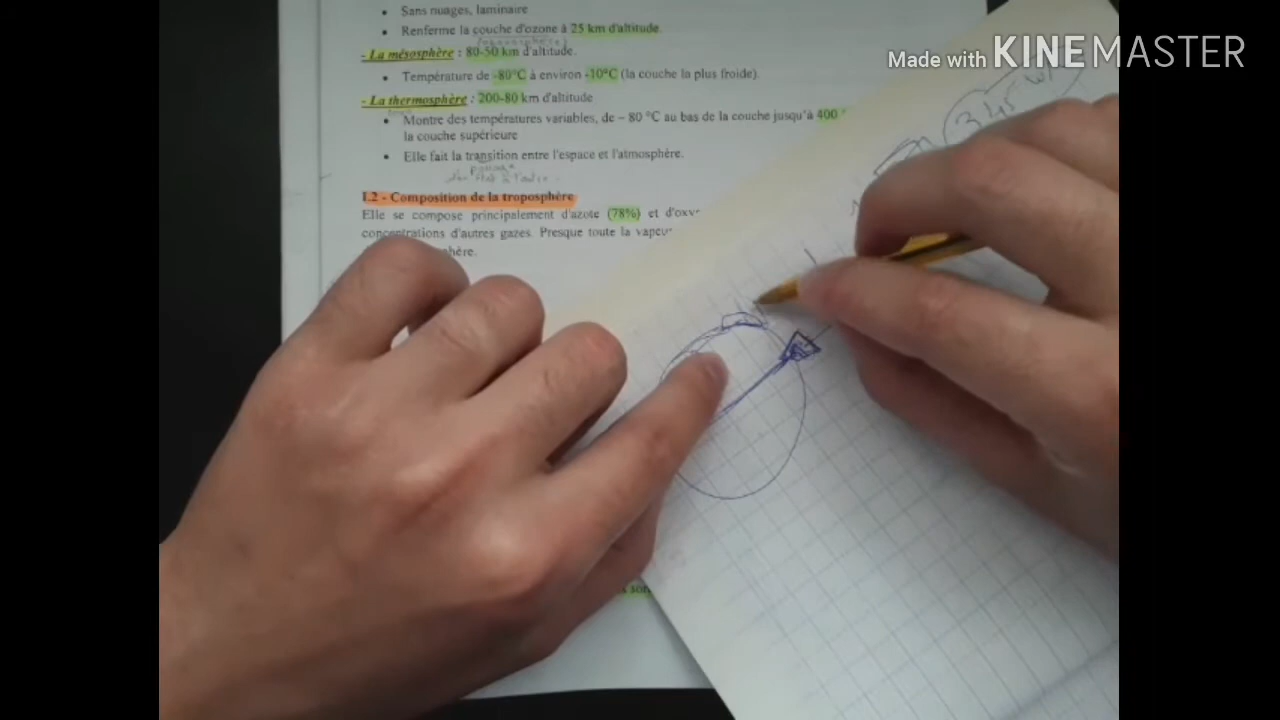 Sans nuages, laminaire
Renferme la couche d'ozone à 25 km d'altitude.
- La mésosphère : 80-50 km d'altitude.
Température de -80°C à environ -10°C (la couche la plus froide).
- La thermosphère : 200-80 km d'altitude
Montre des températures variables, de – 80 °C au bas de la couche jusqu'à 400
la couche supérieure
Elle fait la transition entre l'espace et l'atmosphère.
I.2 - Composition de la troposphère
Elle se compose principalement d'azote (78%) et
concentrations d'autres gazes. Presque toute la
Made with KINEMASTER
345